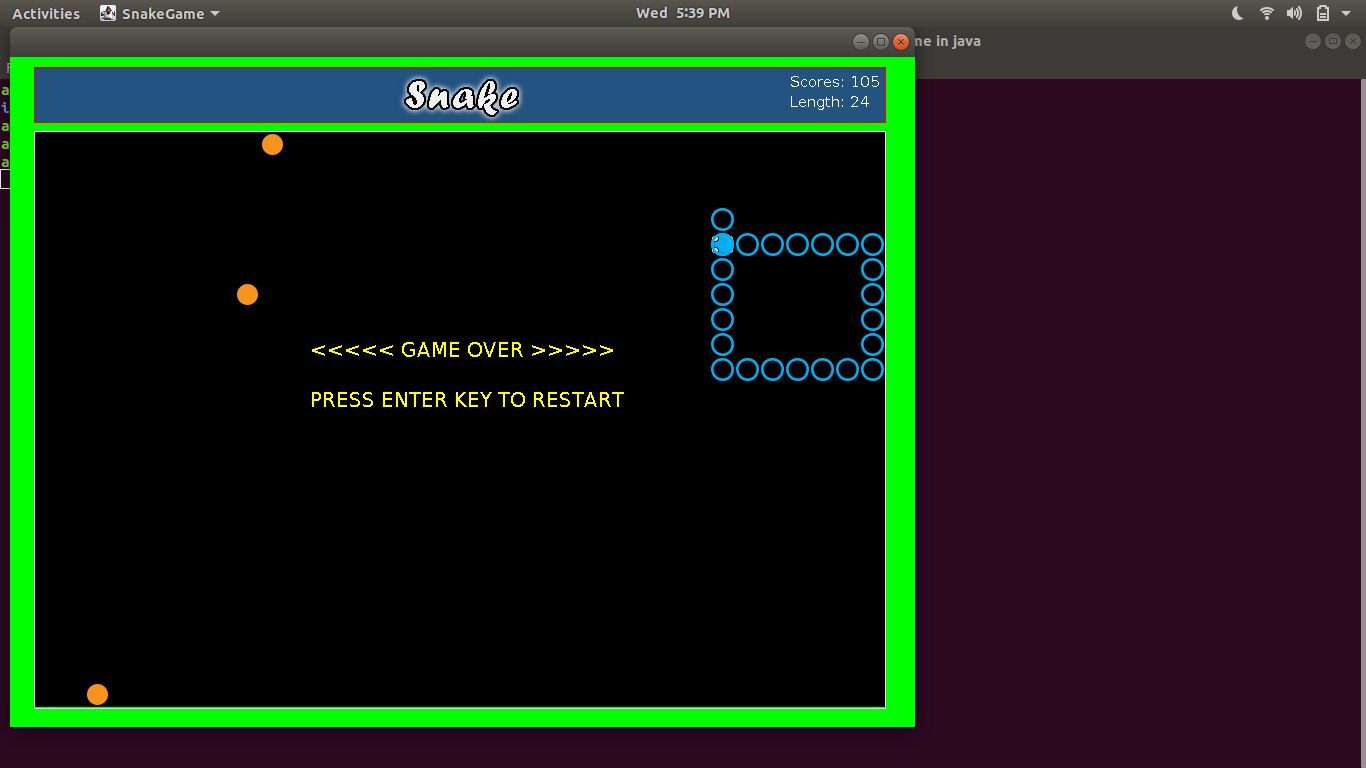 Activities
SnakeGame
Wed 5:39 PM
me in java
Snake
Scores: 105
Length: 24
<<<<< GAME OVER >>>>>
PRESS ENTER KEY TO RESTART